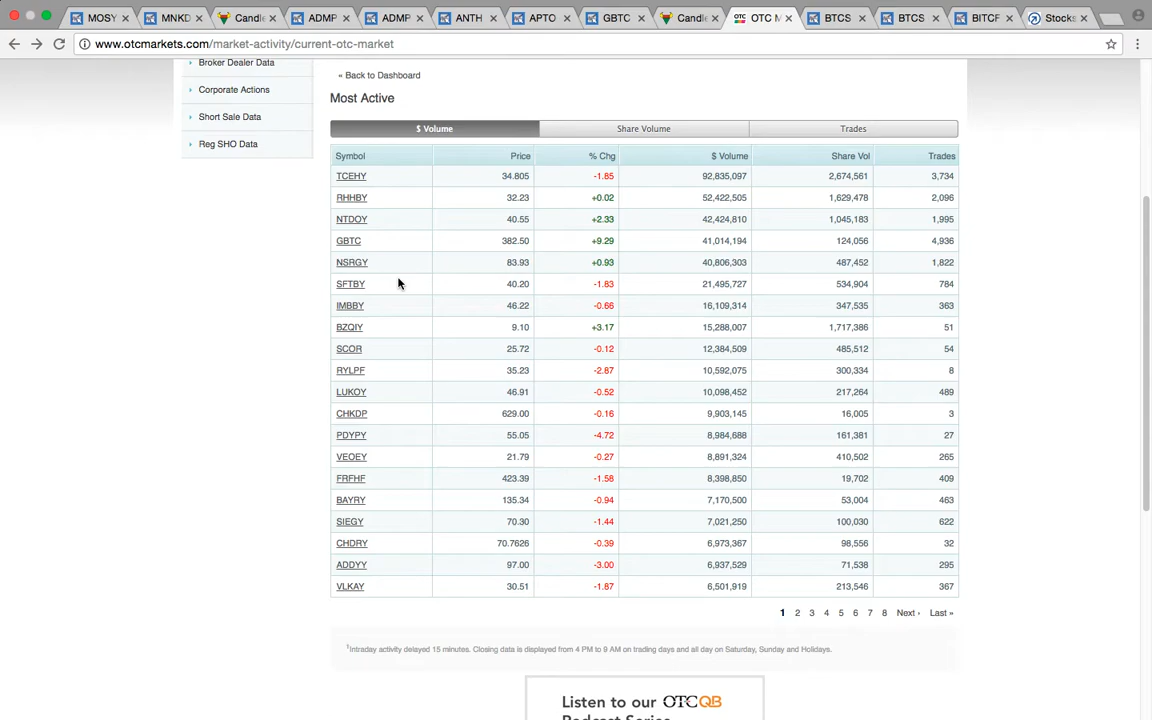 MOSY
MNKD
Candle
ADMP
ADMP
ANTH
APTO
GBTC
Candle
OTC M
BTCS
BTCS
BITCF
Stocks
www.otcmarkets.com/market-activity/current-otc-market
Broker Dealer Data
Corporate Actions
Short Sale Data
Reg SHO Data
« Back to Dashboard
Most Active
$ Volume Share Volume Trades
Symbol Price % Chg $ Volume Share Vol Trades
TCEHY 34.805 -1.85 92,835,097 2,674,561 3,734
RHHBY 32.23 +0.02 52,422,505 1,629,478 2,096
NTDOY 40.55 +2.33 42,424,810 1,045,183 1,995
GBTC 382.50 +9.29 41,014,194 124,056 4,936
NSRGY 83.93 +0.93 40,806,303 487,452 1,822
SFTBY 40.20 -1.83 21,495,727 534,904 784
IMBBY 46.22 -0.66 16,109,314 347,535 363
BZQIY 9.10 +3.17 15,288,007 1,717,386 51
SCOR 25.72 -0.12 12,384,509 485,512 54
RYLPF 35.23 -2.87 10,592,075 300,334 8
LUKOY 46.91 -0.52 10,098,452 217,264 489
CHKDP 629.00 -0.16 9,903,145 16,005 3
PDYPY 55.05 -4.72 8,984,688 161,381 27
VEOEY 21.79 -0.27 8,891,324 410,502 265
FRFHF 423.39 -1.58 8,398,850 19,702 409
BAYRY 135.34 -0.94 7,170,500 53,004 463
SIEGY 70.30 -1.44 7,021,250 100,030 622
CHDRY 70.7626 -0.39 6,973,367 98,556 32
ADDYY 97.00 -3.00 6,937,529 71,538 295
VLKAY 30.51 -1.87 6,501,919 213,546 367
1 2 3 4 5 6 7 8 Next › Last »
†Intraday activity delayed 15 minutes. Closing data is displayed from 4 PM to 9 AM on trading days and all day on Saturday, Sunday and Holidays.
Listen to our OTCQB
Podcast Series